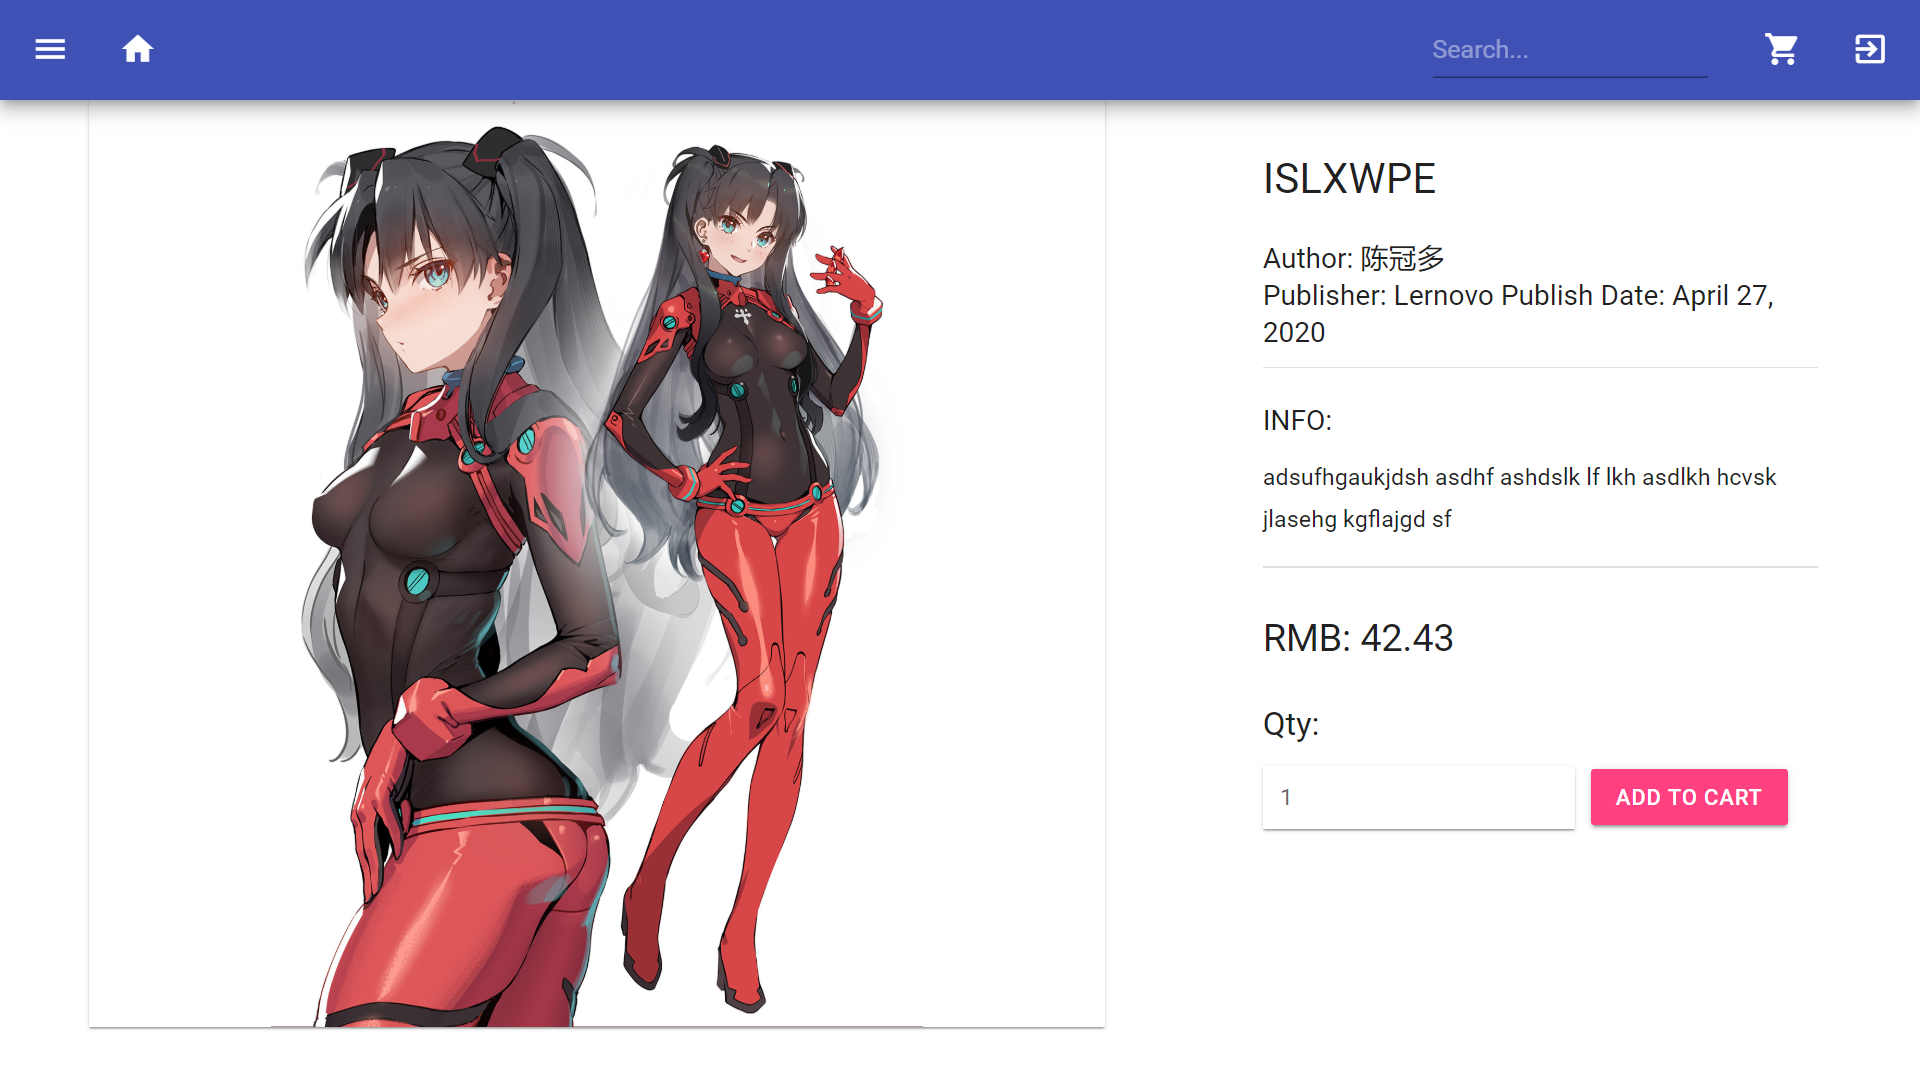 Search...
ISLXWPE
Author: 陈冠多
Publisher: Lernovo Publish Date: April 27,
2020
INFO:
adsufhgaukjdsh asdhf ashdslk lf lkh asdlkh hcvsk
jlasehg kgflajgd sf
RMB: 42.43
Qty:
1
ADD TO CART